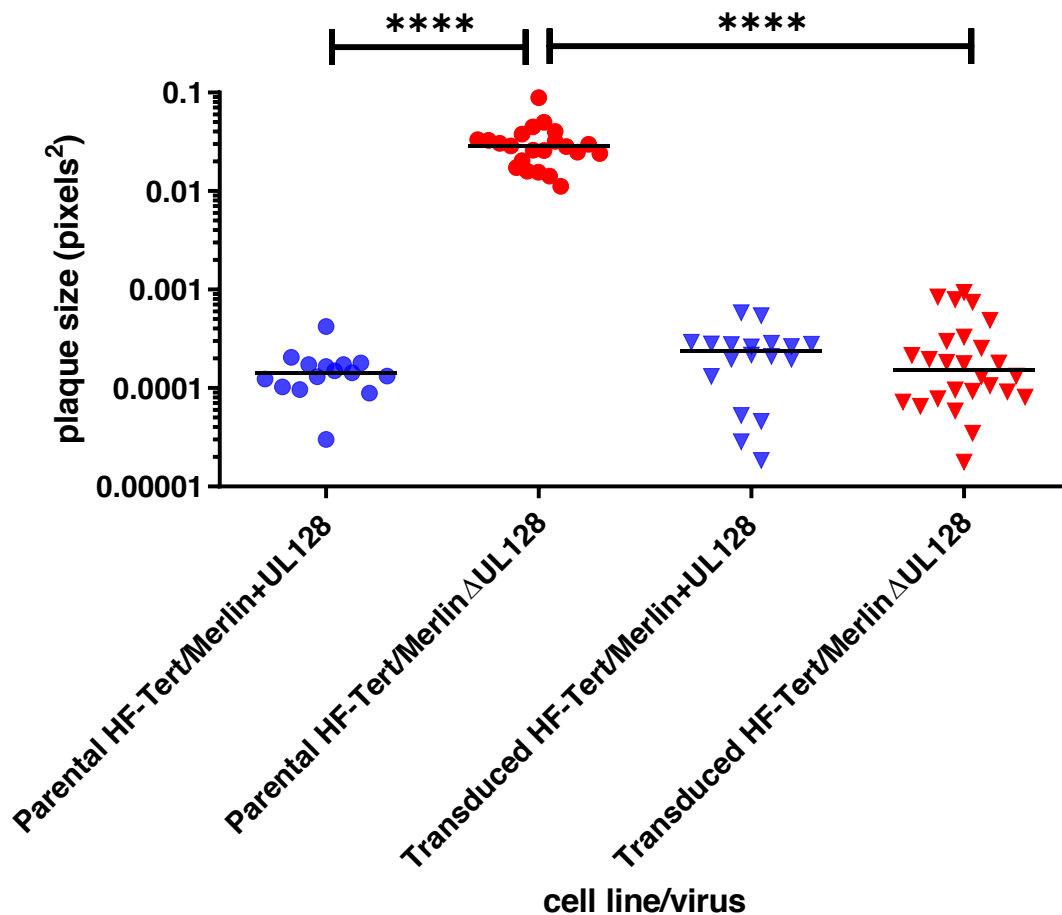 ****
****
plaque size (pixels²)
0.1
0.01
0.001
0.0001
0.00001
Parental HF-Tert/Merlin+UL128
Parental HF-Tert/Merlin∆UL128
Transduced HF-Tert/Merlin+UL128
Transduced HF-Tert/Merlin∆UL128
cell line/virus